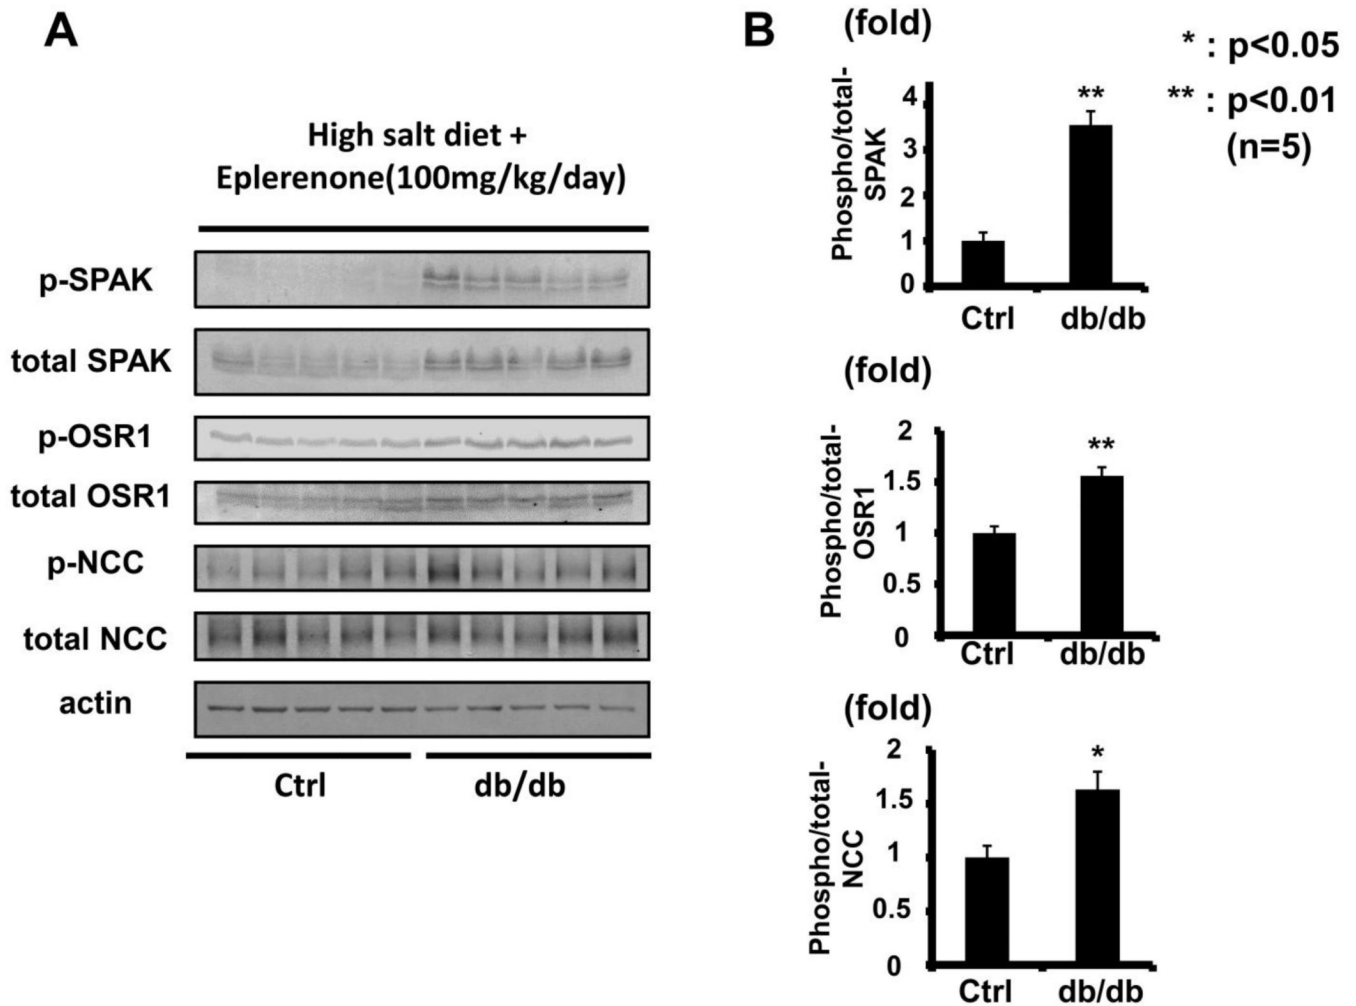 A
High salt diet +
Eplerenone(100mg/kg/day)
p-SPAK
total SPAK
p-OSR1
total OSR1
p-NCC
total NCC
actin
Ctrl
db/db
B
(fold)
* : p<0.05
** : p<0.01
(n=5)
Phospho/total-
SPAK
4
3
2
1
0
**
Ctrl
db/db
(fold)
Phospho/total-
OSR1
2
1.5
1
0.5
0
**
Ctrl
db/db
(fold)
Phospho/total-
NCC
2
1.5
1
0.5
0
*
Ctrl
db/db